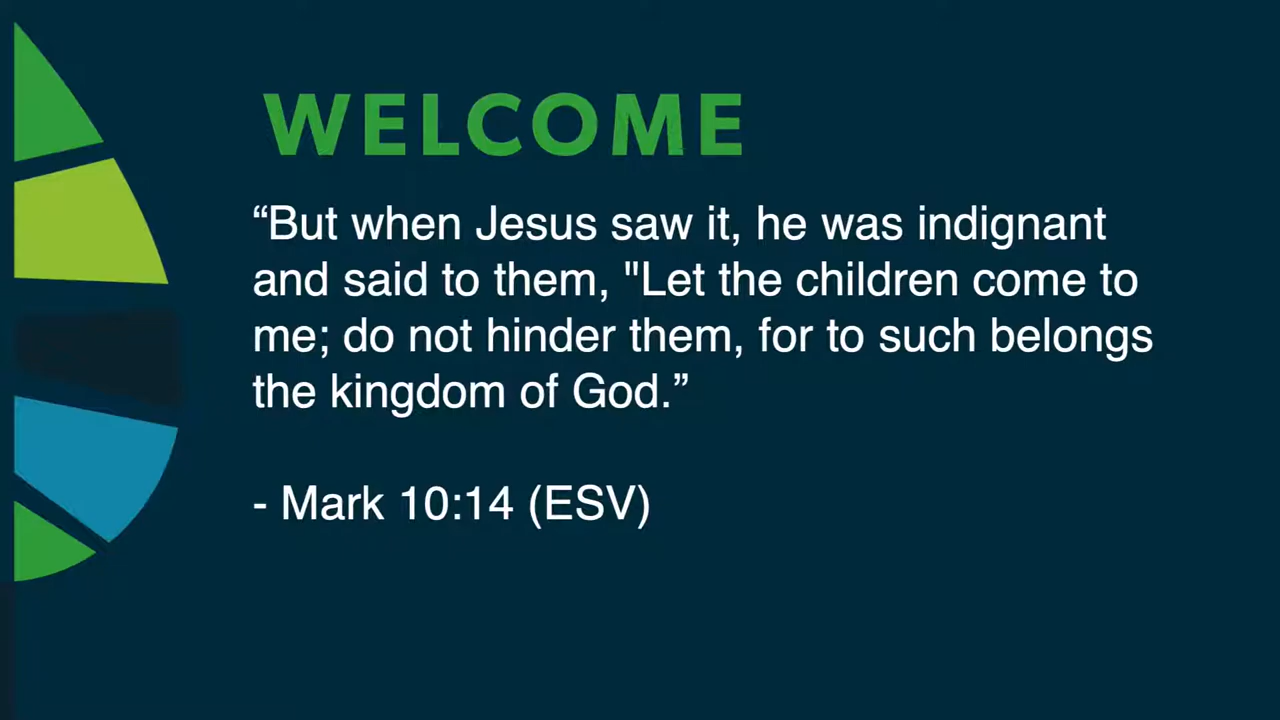 WELCOME
“But when Jesus saw it, he was indignant
and said to them, "Let the children come to
me; do not hinder them, for to such belongs
the kingdom of God.”
- Mark 10:14 (ESV)